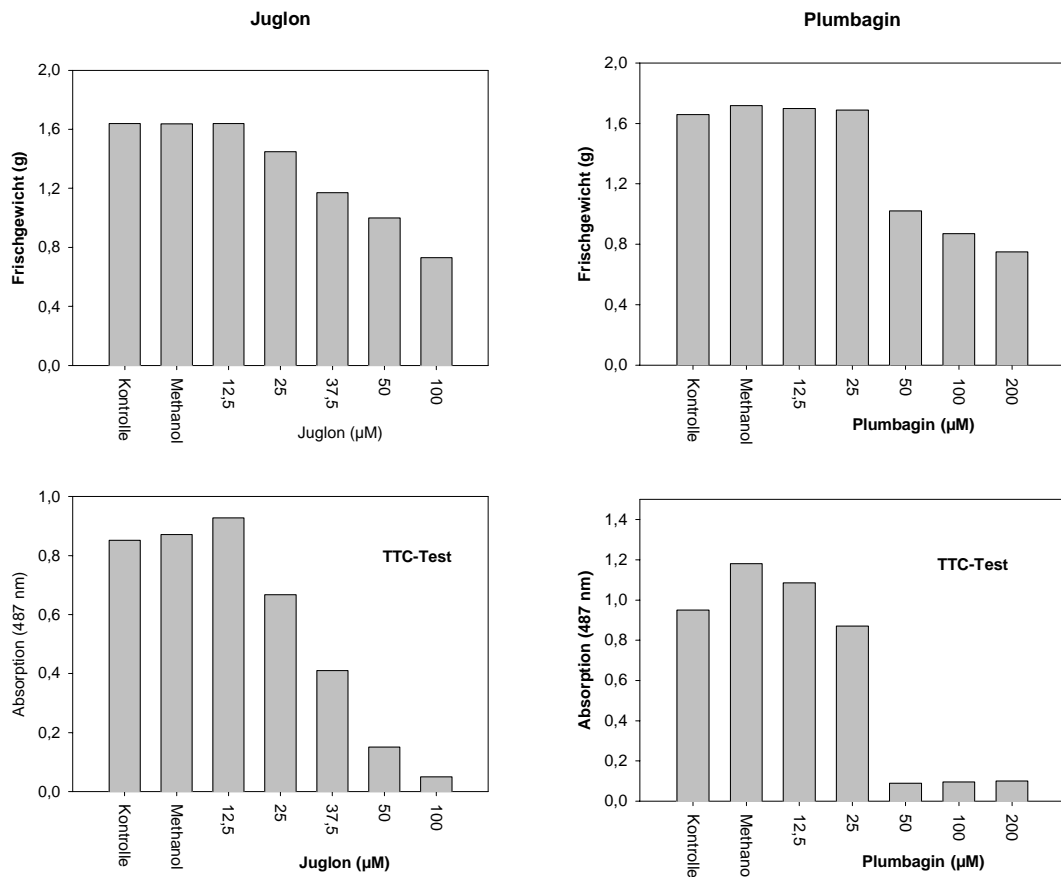 Juglon
Plumbagin
2,0
1,6
1,2
0,8
0,4
0,0
Frischgewicht (g)
Kontrolle
Methanol
12,5
25
37,5
50
100
Juglon (µM)
2,0
1,6
1,2
0,8
0,4
0,0
Frischgewicht (g)
Kontrolle
Methanol
12,5
25
50
100
200
Plumbagin (µM)
1,0
0,8
0,6
0,4
0,2
0,0
Absorption (487 nm)
TTC-Test
Kontrolle
Methanol
12,5
25
37,5
50
100
Juglon (µM)
1,4
1,2
1,0
0,8
0,6
0,4
0,2
0,0
Absorption (487 nm)
TTC-Test
Kontrolle
Methano
12,5
25
50
100
200
Plumbagin (µM)